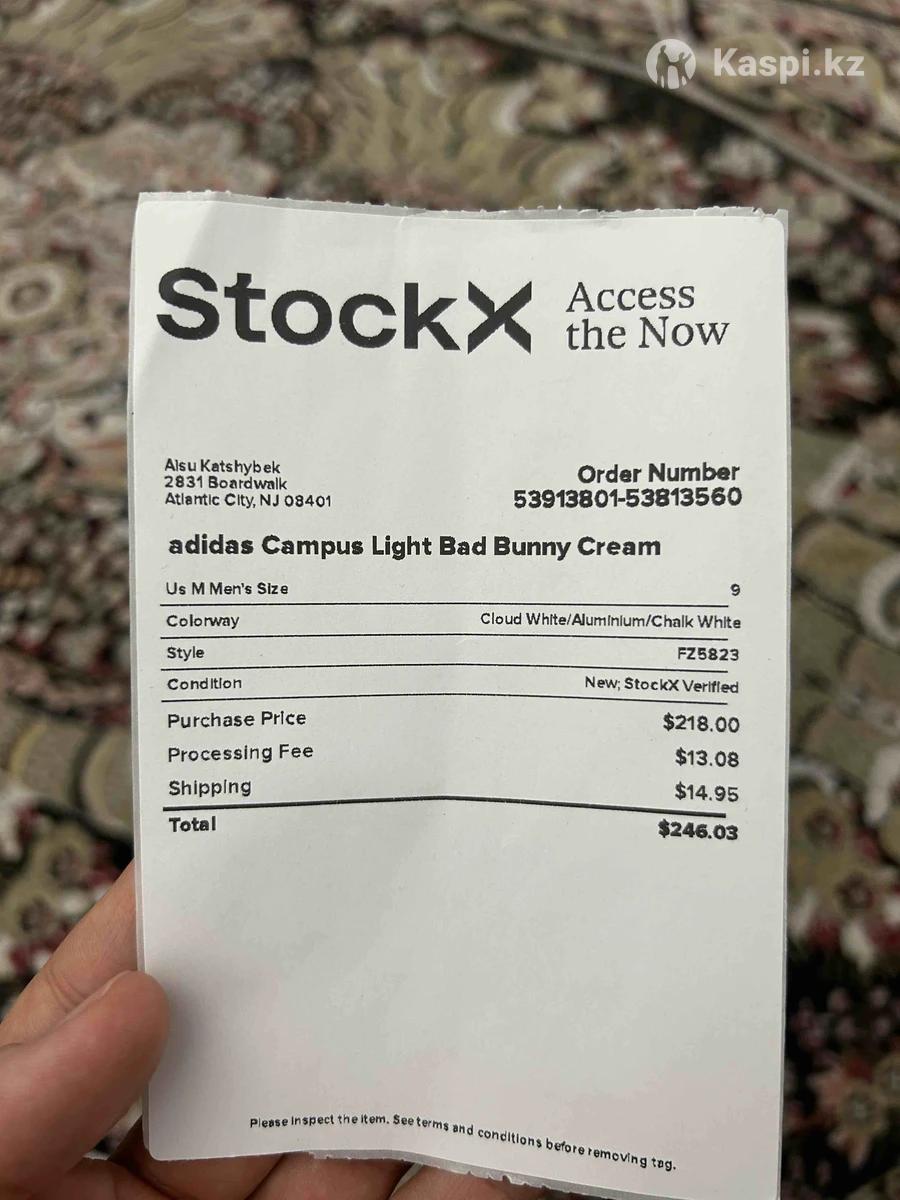 Kaspi.kz
StockX
Access
the Now
Aisu Katshybek
2831 Boardwalk
Atlantic City, NJ 08401
Order Number
53913801-53813560
adidas Campus Light Bad Bunny Cream
Us M Men's Size 9
Colorway Cloud White/Aluminium/Chalk White
Style FZ5823
Condition New; StockX Verified
Purchase Price $218.00
Processing Fee $13.08
Shipping $14.95
Total $246.03
Please inspect the item. See terms and conditions before removing tag.